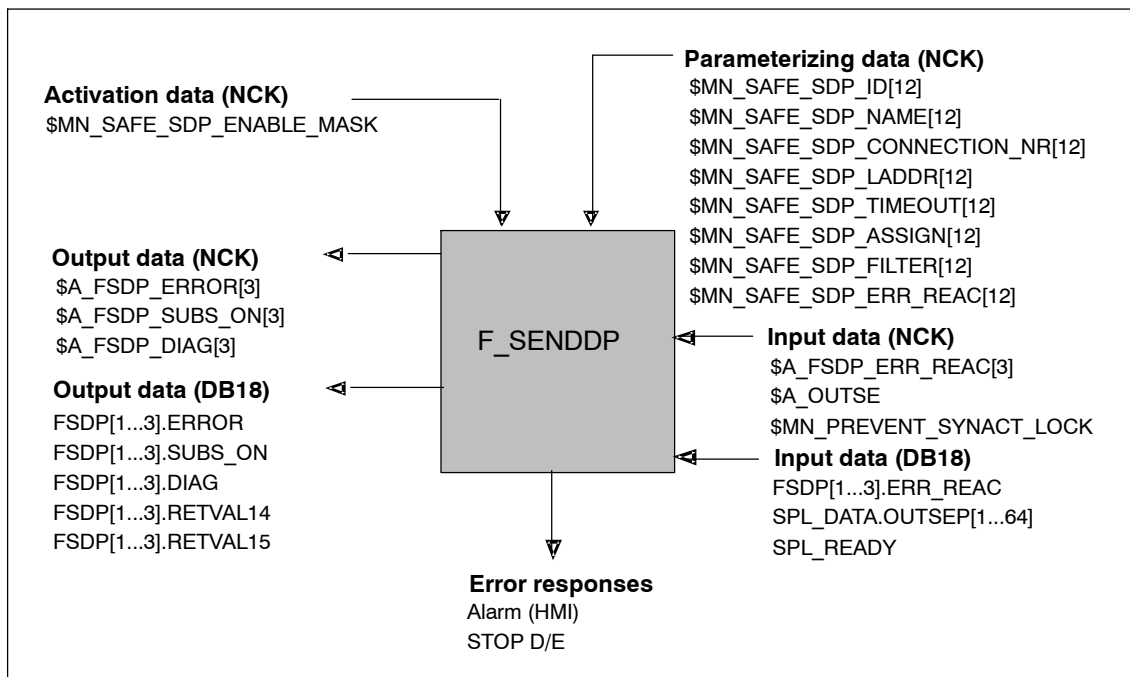 Activation data (NCK)
$MN_SAFE_SDP_ENABLE_MASK
Parameterizing data (NCK)
$MN_SAFE_SDP_ID[12]
$MN_SAFE_SDP_NAME[12]
$MN_SAFE_SDP_CONNECTION_NR[12]
$MN_SAFE_SDP_LADDR[12]
$MN_SAFE_SDP_TIMEOUT[12]
$MN_SAFE_SDP_ASSIGN[12]
$MN_SAFE_SDP_FILTER[12]
$MN_SAFE_SDP_ERR_REAC[12]
Output data (NCK)
$A_FSDP_ERROR[3]
$A_FSDP_SUBS_ON[3]
$A_FSDP_DIAG[3]
Output data (DB18)
FSDP[1...3].ERROR
FSDP[1...3].SUBS_ON
FSDP[1...3].DIAG
FSDP[1...3].RETVAL14
FSDP[1...3].RETVAL15
F_SENDDP
Input data (NCK)
$A_FSDP_ERR_REAC[3]
$A_OUTSE
$MN_PREVENT_SYNACT_LOCK
Input data (DB18)
FSDP[1...3].ERR_REAC
SPL_DATA.OUTSEP[1...64]
SPL_READY
Error responses
Alarm (HMI)
STOP D/E